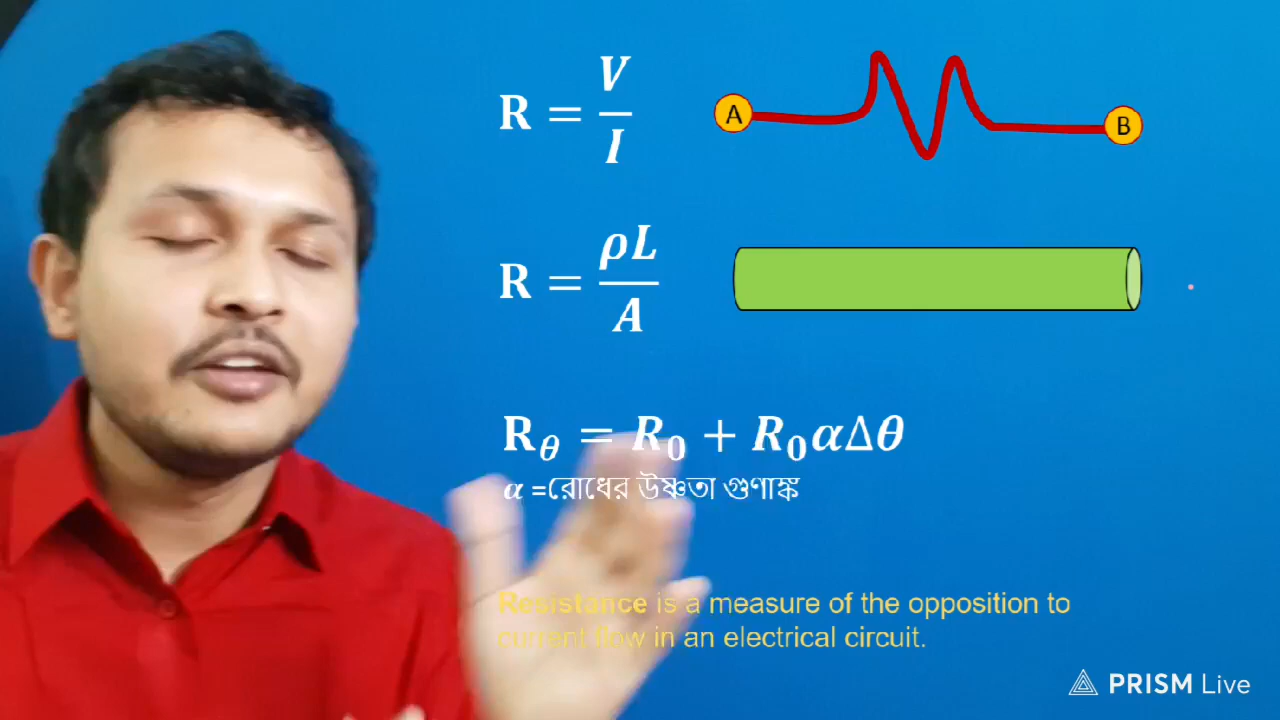 R = V/I
A
B
R = ρL/A
R_θ = R_0 + R_0αΔθ
α =রোধের উষ্ণতা গুণাঙ্ক
Resistance is a measure of the opposition to
current flow in an electrical circuit.
PRISM Live